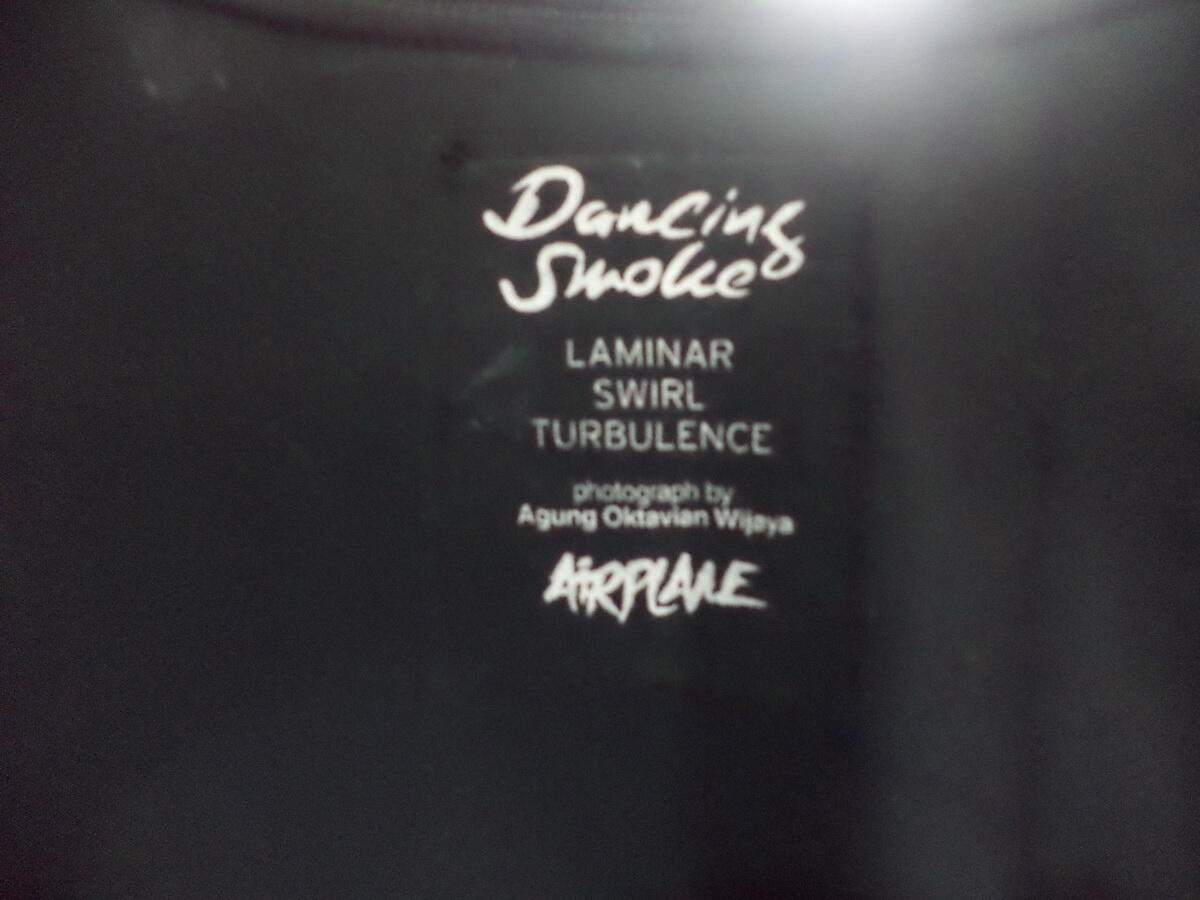 Dancing
Smoke
LAMINAR
SWIRL
TURBULENCE
photograph by
Agung Oktavian Wijaya
AIRPLANE